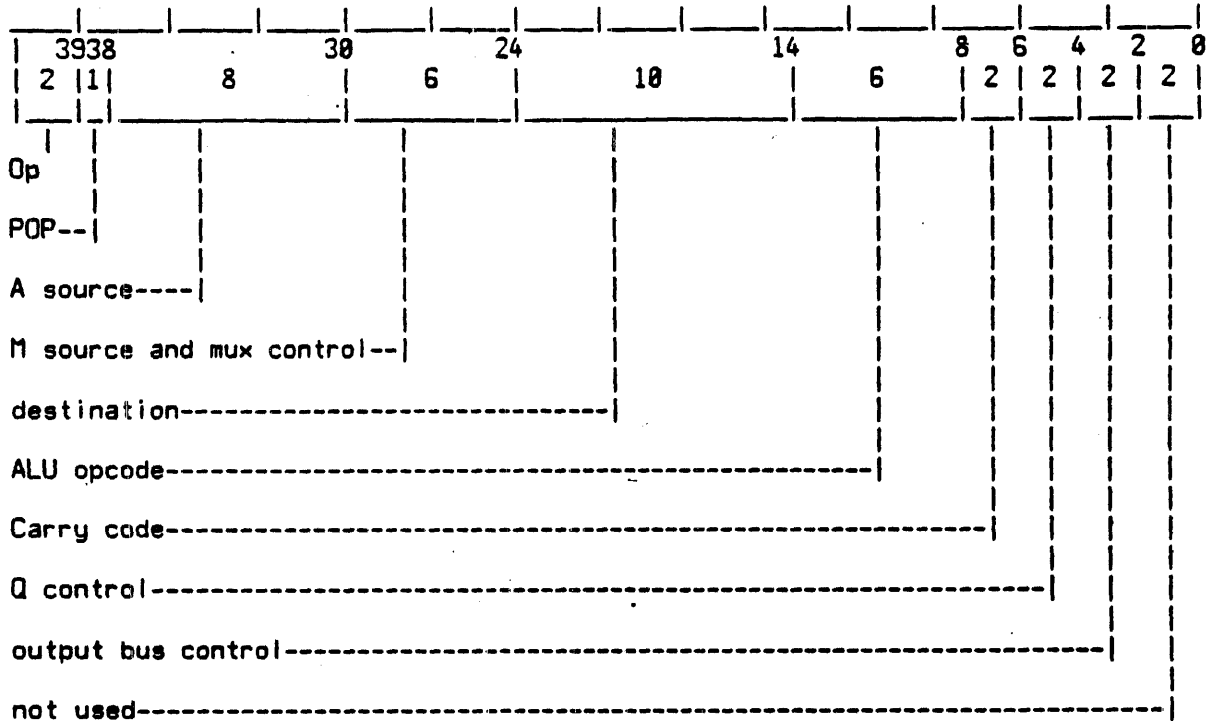 3938 30 24 14 8 6 4 2 0
2 1 8 6 10 6 2 2 2 2
Op
POP--
A source----
M source and mux control--
destination-----------------------------------
ALU opcode----------------------------------------------------------
Carry code--------------------------------------------------------------------
Q control--------------------------------------------------------------------------
output bus control--------------------------------------------------------------------
not used-------------------------------------------------------------------------------------